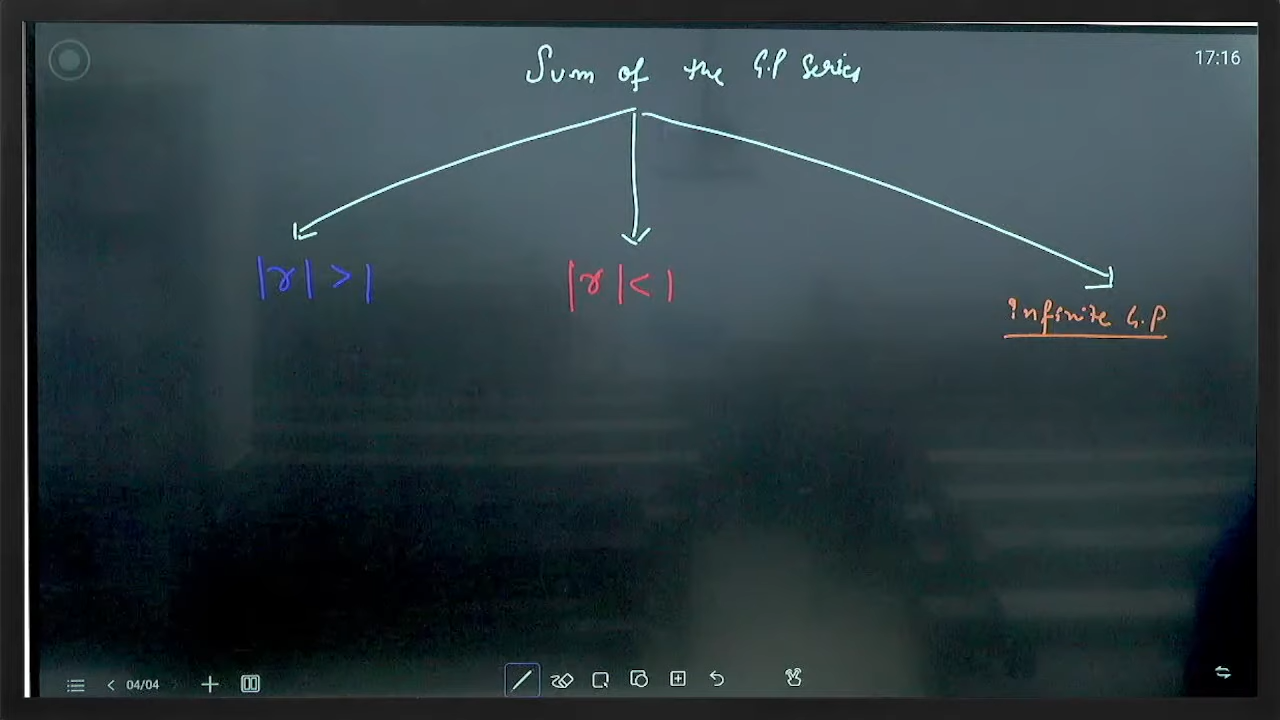 Sum of the G.P Series
17:16
|r| > 1
|r| < 1
Infinite G.P
04/04